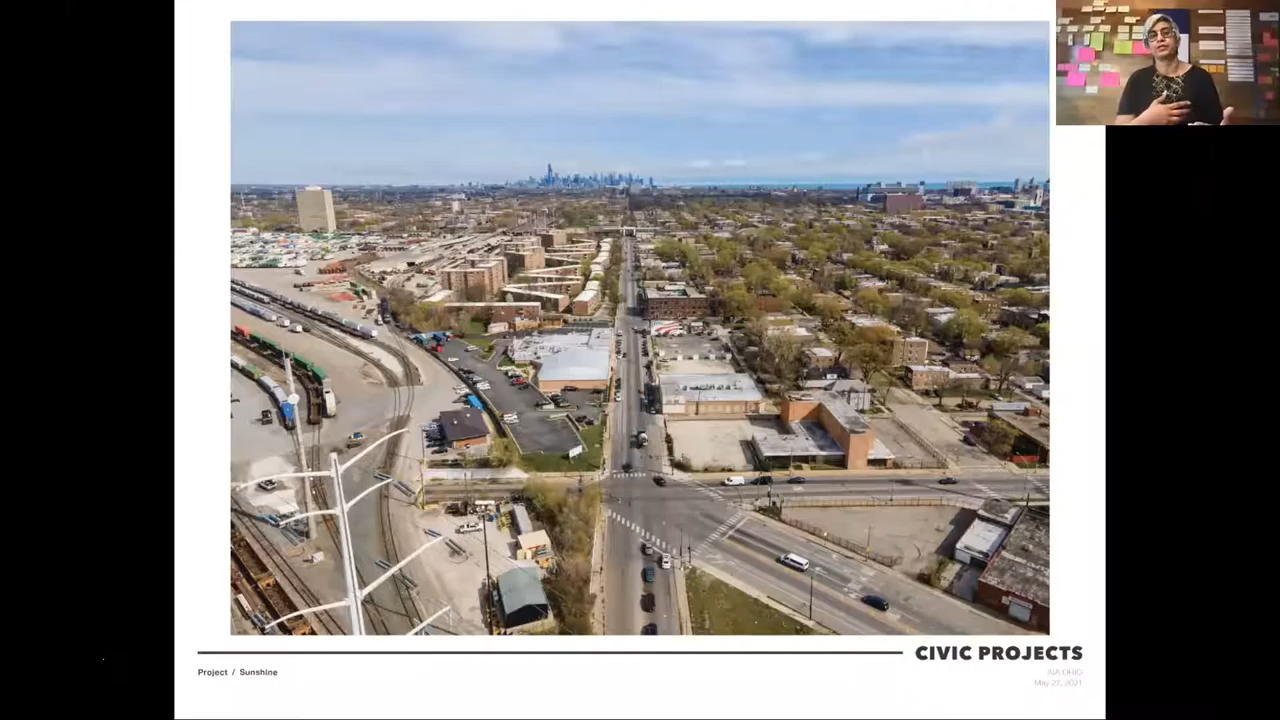 CIVIC PROJECTS
Project / Sunshine
AIA OHIO
May 27, 2021